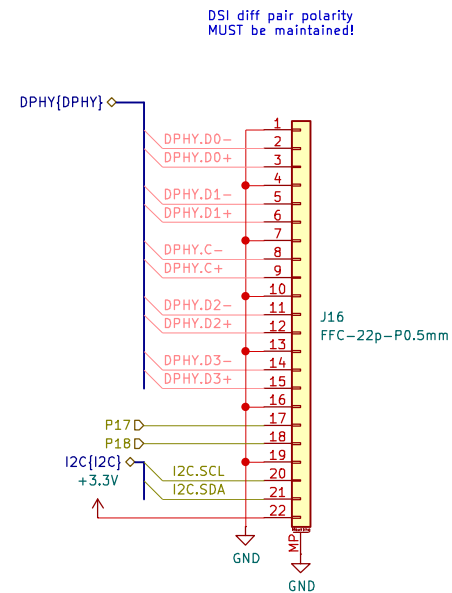 DSI diff pair polarity
MUST be maintained!
DPHY{DPHY}
1
DPHY.D0-
2
DPHY.D0+
3
4
DPHY.D1-
5
DPHY.D1+
6
7
DPHY.C-
8
DPHY.C+
9
10
DPHY.D2-
11
DPHY.D2+
12
J16
FFC-22p-P0.5mm
13
DPHY.D3-
14
DPHY.D3+
15
16
P17
17
P18
18
I2C{I2C}
19
I2C.SCL
20
+3.3V
I2C.SDA
21
22
MP
GND
GND